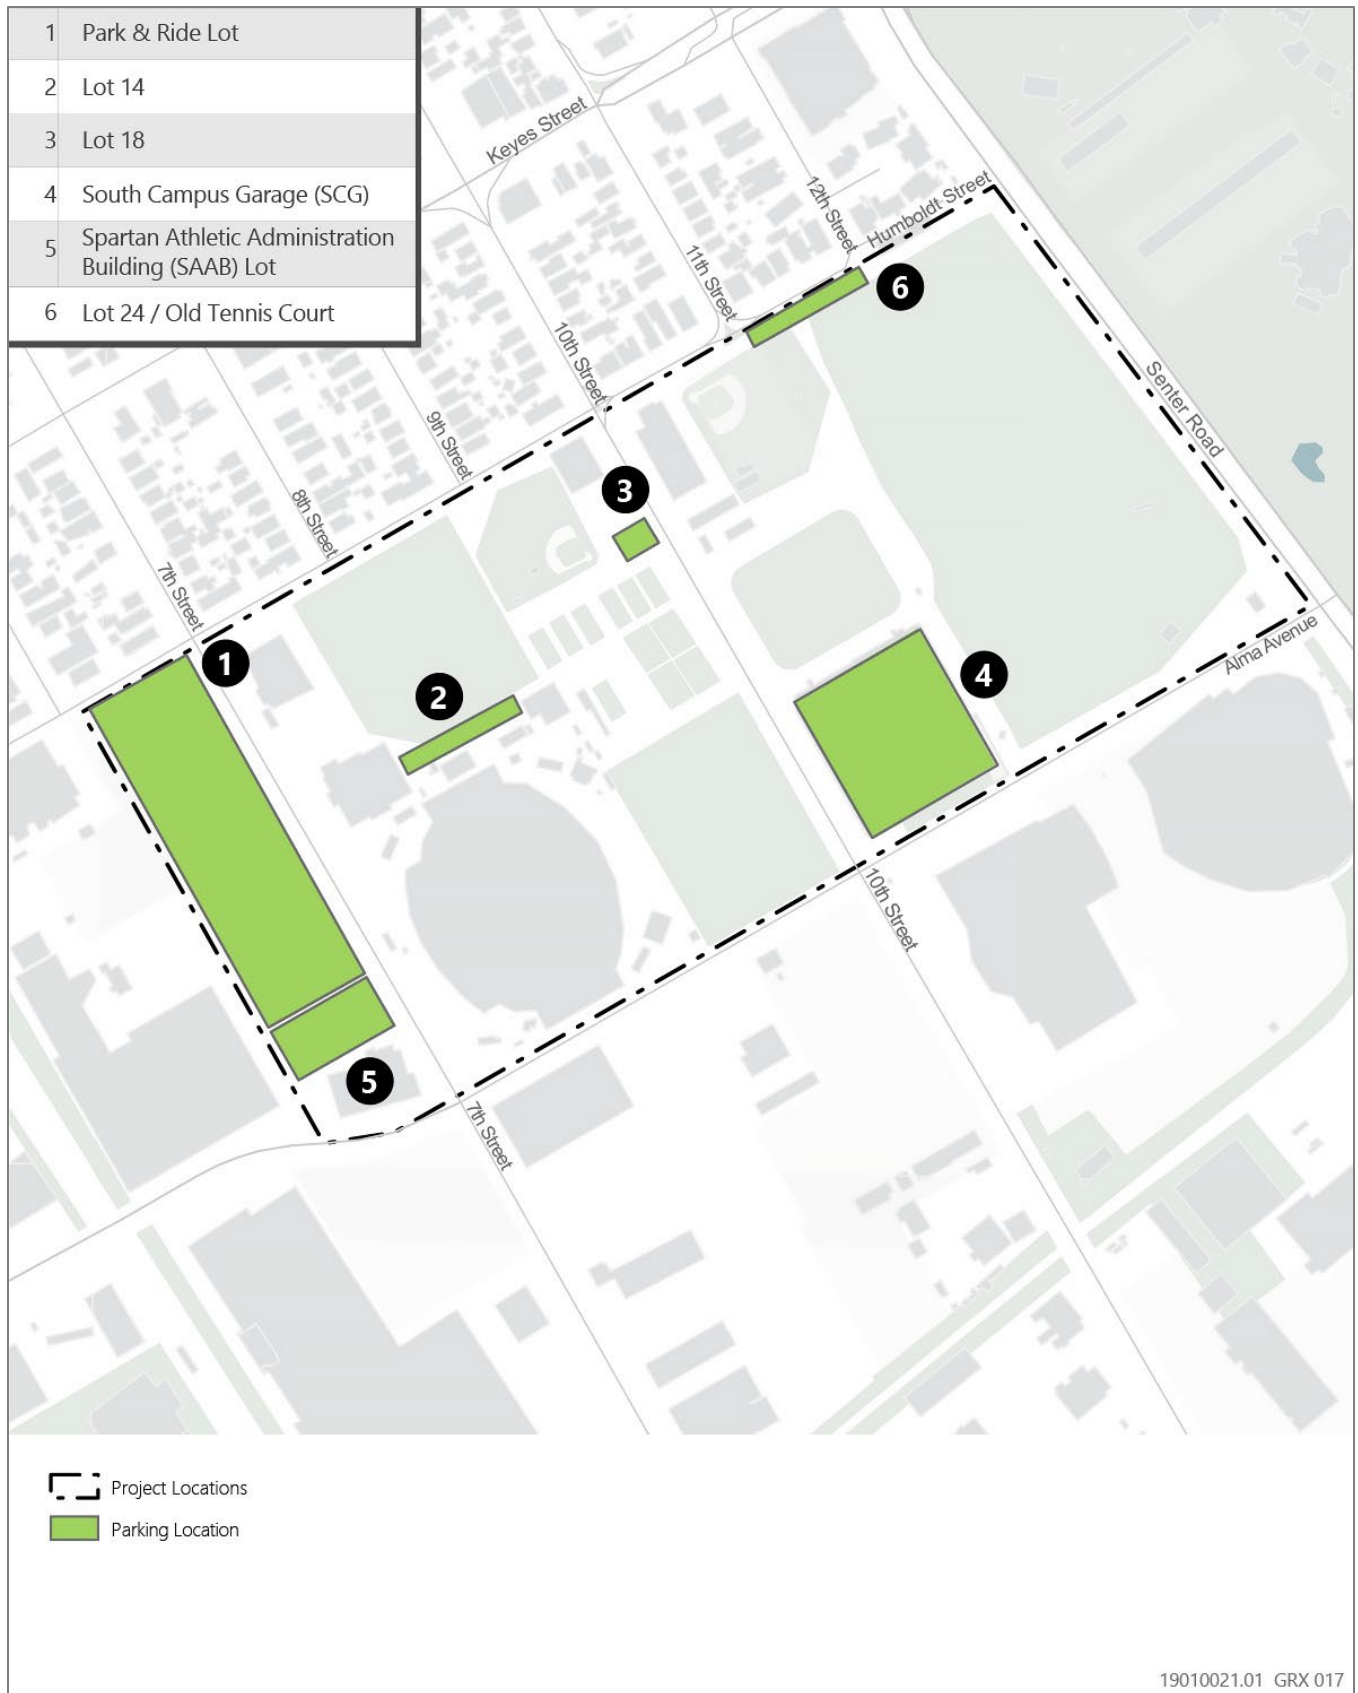 1 Park & Ride Lot
2 Lot 14
3 Lot 18
4 South Campus Garage (SCG)
5 Spartan Athletic Administration
Building (SAAB) Lot
6 Lot 24 / Old Tennis Court
Keyes Street
12th Street
Humboldt Street
11th Street
6
10th Street
Senter Road
9th Street
3
8th Street
7th Street
Alma Avenue
1
4
2
10th Street
5
7th Street
Project Locations
Parking Location
19010021.01 GRX 017